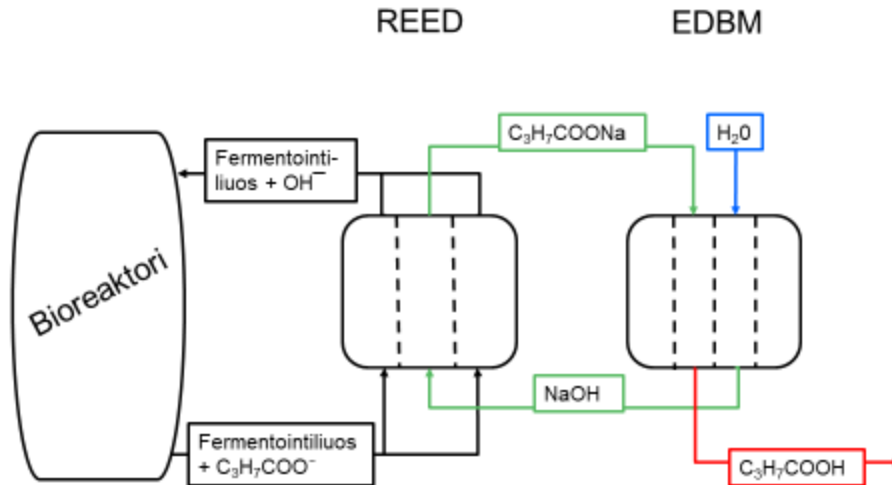 REED
EDBM
C₃H₇COONa
H₂0
Fermentointi-
liuos + OH⁻
Bioreaktori
NaOH
Fermentointiliuos
+ C₃H₇COO⁻
C₃H₇COOH